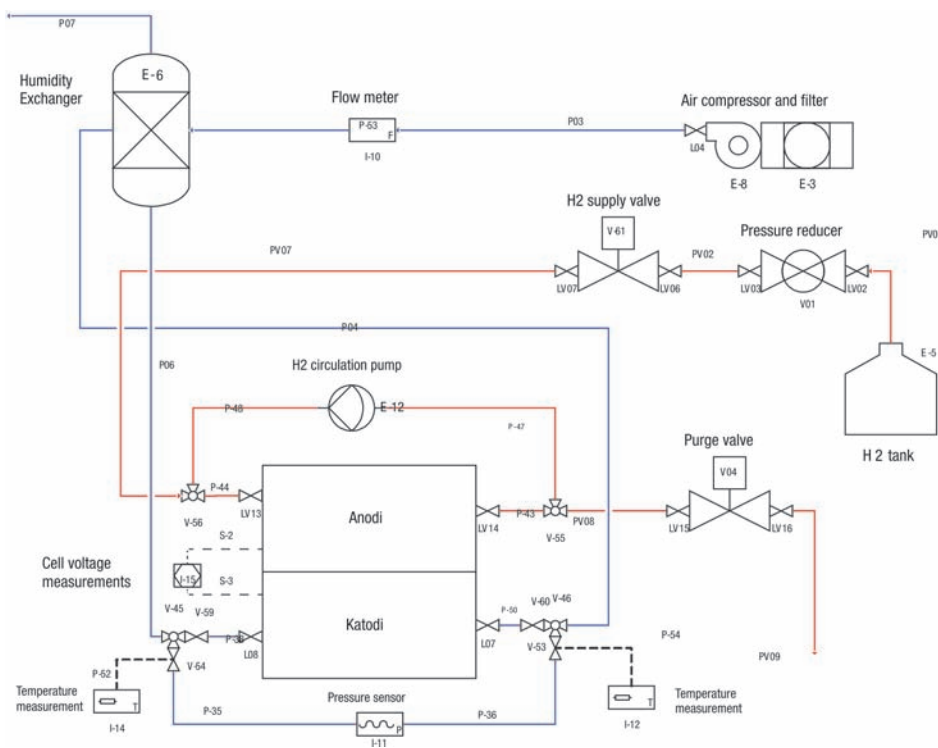 P07
E-6
Humidity
Exchanger
Flow meter
P-53
F
I-10
P03
Air compressor and filter
L04
E-8
E-3
H2 supply valve
V-61
PV07
PV02
LV07
LV06
Pressure reducer
PV0
LV03
V01
LV02
P04
E-5
H 2 tank
P06
H2 circulation pump
P-48
E-12
P-47
Purge valve
V04
P-44
V-56
LV13
Anodi
LV14
P-43
PV08
V-55
LV15
LV16
S-2
Cell voltage
measurements
I-15
S-3
V-45
V-59
Katodi
P-50
V-60
V-46
P-38
L08
L07
V-64
V-53
P-54
PV09
P-52
Temperature
measurement
T
I-14
P-35
Pressure sensor
P
I-11
P-36
T
I-12
Temperature
measurement